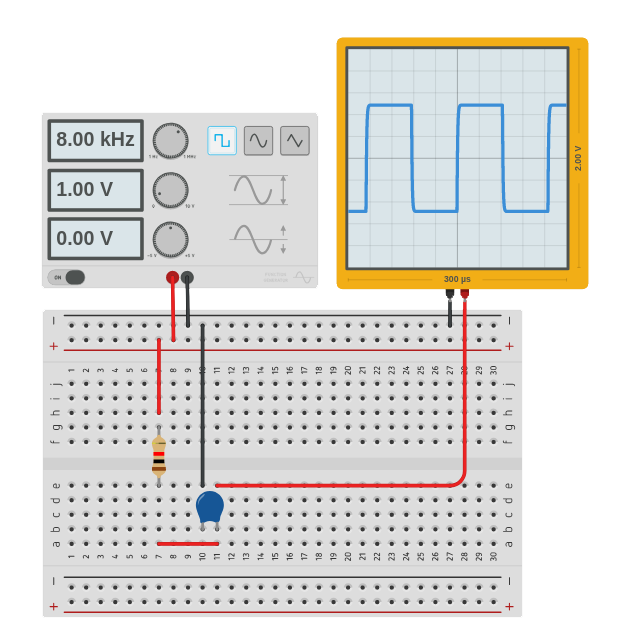 8.00 kHz
1 Hz
1 MHz
1.00 V
0
10 V
0.00 V
-5 V
+5 V
ON
FUNCTION
GENERATOR
2.00 V
300 µs
− −
+ +
1 2 3 4 5 6 7 8 9 10 11 12 13 14 15 16 17 18 19 20 21 22 23 24 25 26 27 28 29 30
j j
i i
h h
g g
f f
e e
d d
c c
b b
a a
1 2 3 4 5 6 7 8 9 10 11 12 13 14 15 16 17 18 19 20 21 22 23 24 25 26 27 28 29 30
− −
+ +